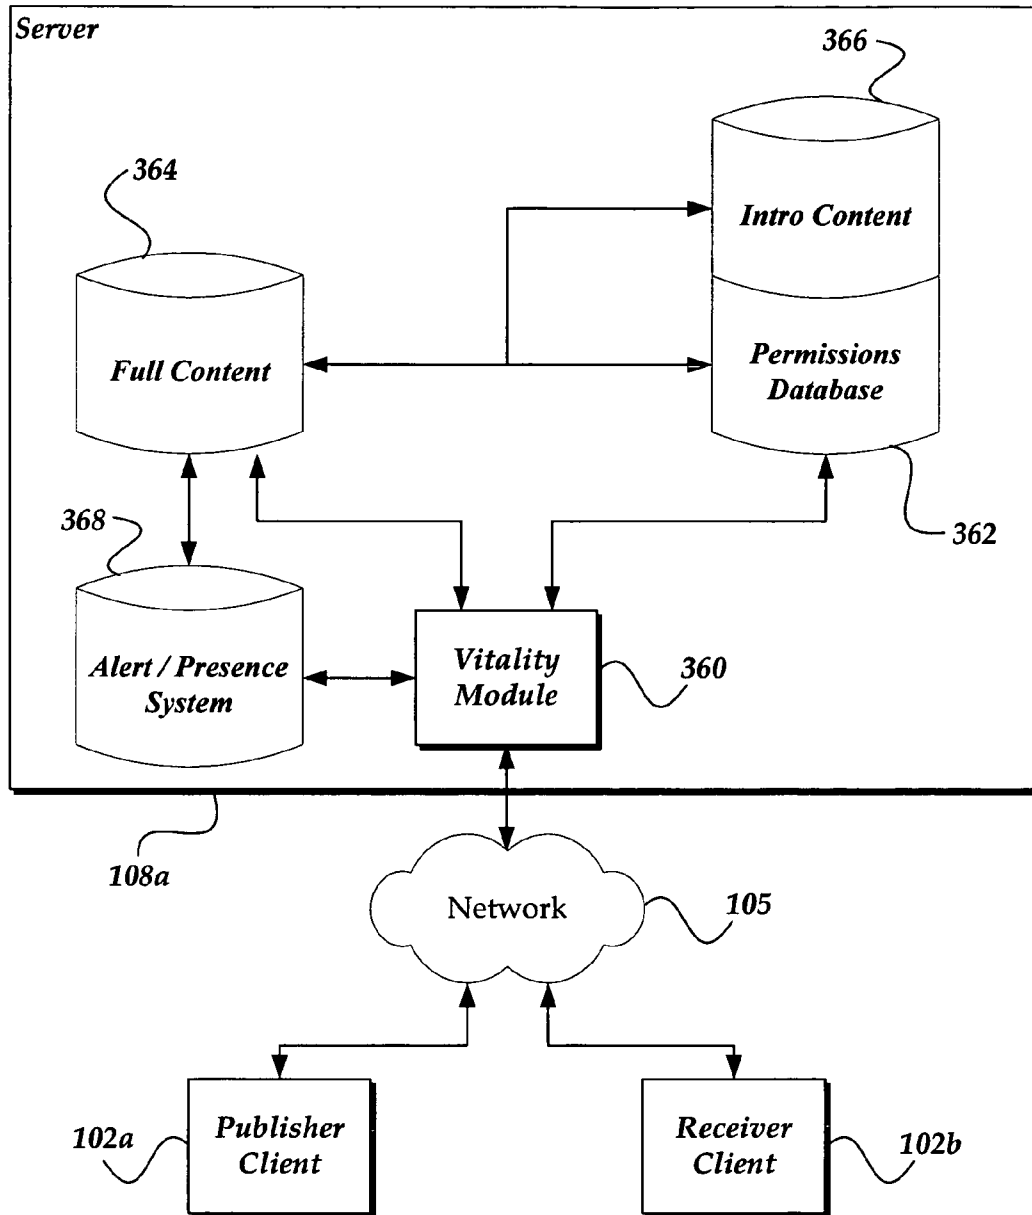 Server
366
364
Intro Content
Full Content
Permissions
Database
368
362
Alert / Presence
System
Vitality
Module
360
108a
Network
105
102a
Publisher
Client
Receiver
Client
102b